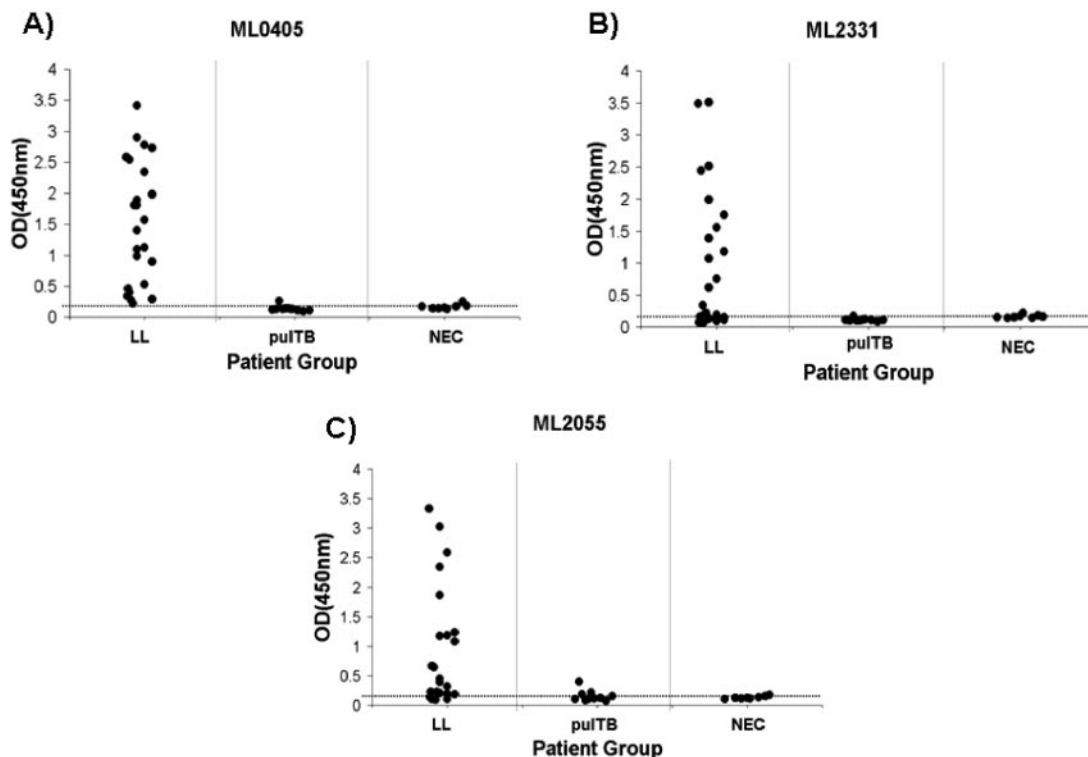 A)
ML0405
4
3.5
3
2.5
2
1.5
1
0.5
0
OD(450nm)
LL
pulTB
NEC
Patient Group
B)
ML2331
4
3.5
3
2.5
2
1.5
1
0.5
0
OD(450nm)
LL
pulTB
NEC
Patient Group
C)
ML2055
4
3.5
3
2.5
2
1.5
1
0.5
0
OD(450nm)
LL
pulTB
NEC
Patient Group